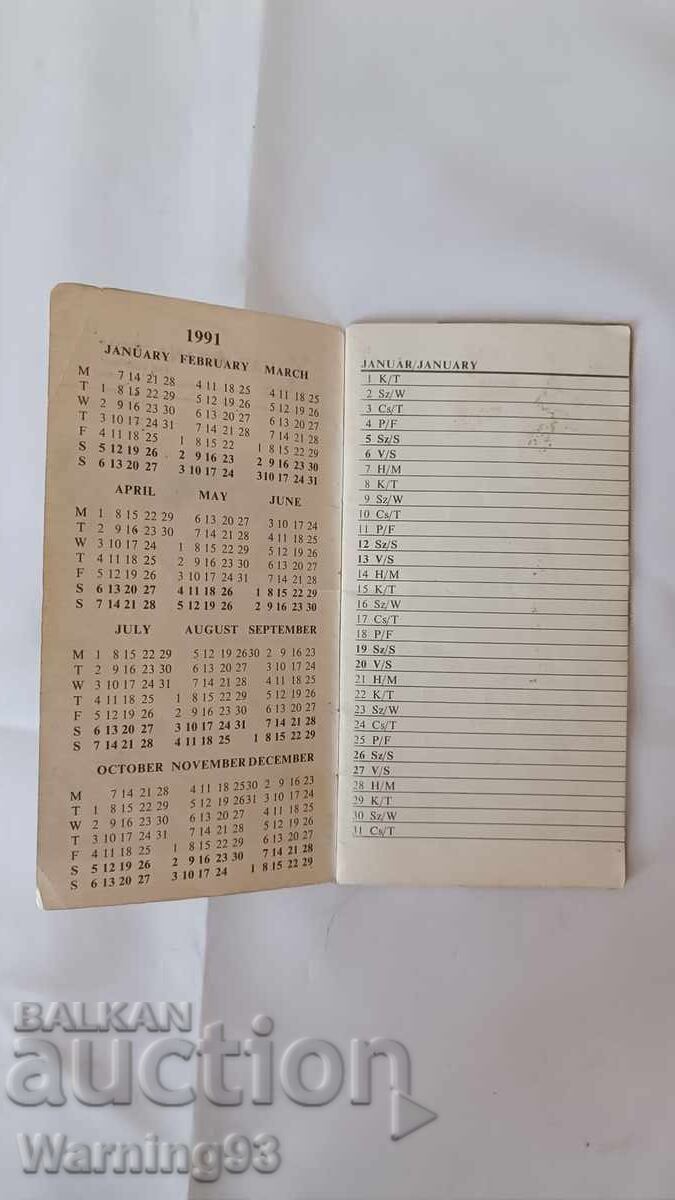 1991
JANUARY FEBRUARY MARCH
M 7 14 21 28 4 11 18 25 4 11 18 25
T 1 8 15 22 29 5 12 19 26 5 12 19 26
W 2 9 16 23 30 6 13 20 27 6 13 20 27
T 3 10 17 24 31 7 14 21 28 7 14 21 28
F 4 11 18 25 1 8 15 22 1 8 15 22 29
S 5 12 19 26 2 9 16 23 2 9 16 23 30
S 6 13 20 27 3 10 17 24 3 10 17 24 31
APRIL MAY JUNE
M 1 8 15 22 29 6 13 20 27 3 10 17 24
T 2 9 16 23 30 7 14 21 28 4 11 18 25
W 3 10 17 24 1 8 15 22 29 5 12 19 26
T 4 11 18 25 2 9 16 23 30 6 13 20 27
F 5 12 19 26 3 10 17 24 31 7 14 21 28
S 6 13 20 27 4 11 18 25 1 8 15 22 29
S 7 14 21 28 5 12 19 26 2 9 16 23 30
JULY AUGUST SEPTEMBER
M 1 8 15 22 29 5 12 19 26 30 2 9 16 23
T 2 9 16 23 30 6 13 20 27 3 10 17 24
W 3 10 17 24 31 7 14 21 28 4 11 18 25
T 4 11 18 25 1 8 15 22 29 5 12 19 26
F 5 12 19 26 2 9 16 23 30 6 13 20 27
S 6 13 20 27 3 10 17 24 31 7 14 21 28
S 7 14 21 28 4 11 18 25 1 8 15 22 29
OCTOBER NOVEMBER DECEMBER
M 7 14 21 28 4 11 18 25 30 2 9 16 23
T 1 8 15 22 29 5 12 19 26 31 3 10 17 24
W 2 9 16 23 30 6 13 20 27 4 11 18 25
T 3 10 17 24 31 7 14 21 28 5 12 19 26
F 4 11 18 25 1 8 15 22 29 6 13 20 27
S 5 12 19 26 2 9 16 23 30 7 14 21 28
S 6 13 20 27 3 10 17 24 1 8 15 22 29
JANUÁR/JANUARY
1 K/T
2 Sz/W
3 Cs/T
4 P/F
5 Sz/S
6 V/S
7 H/M
8 K/T
9 Sz/W
10 Cs/T
11 P/F
12 Sz/S
13 V/S
14 H/M
15 K/T
16 Sz/W
17 Cs/T
18 P/F
19 Sz/S
20 V/S
21 H/M
22 K/T
23 Sz/W
24 Cs/T
25 P/F
26 Sz/S
27 V/S
28 H/M
29 K/T
30 Sz/W
31 Cs/T
BALKAN
auction
Warning93